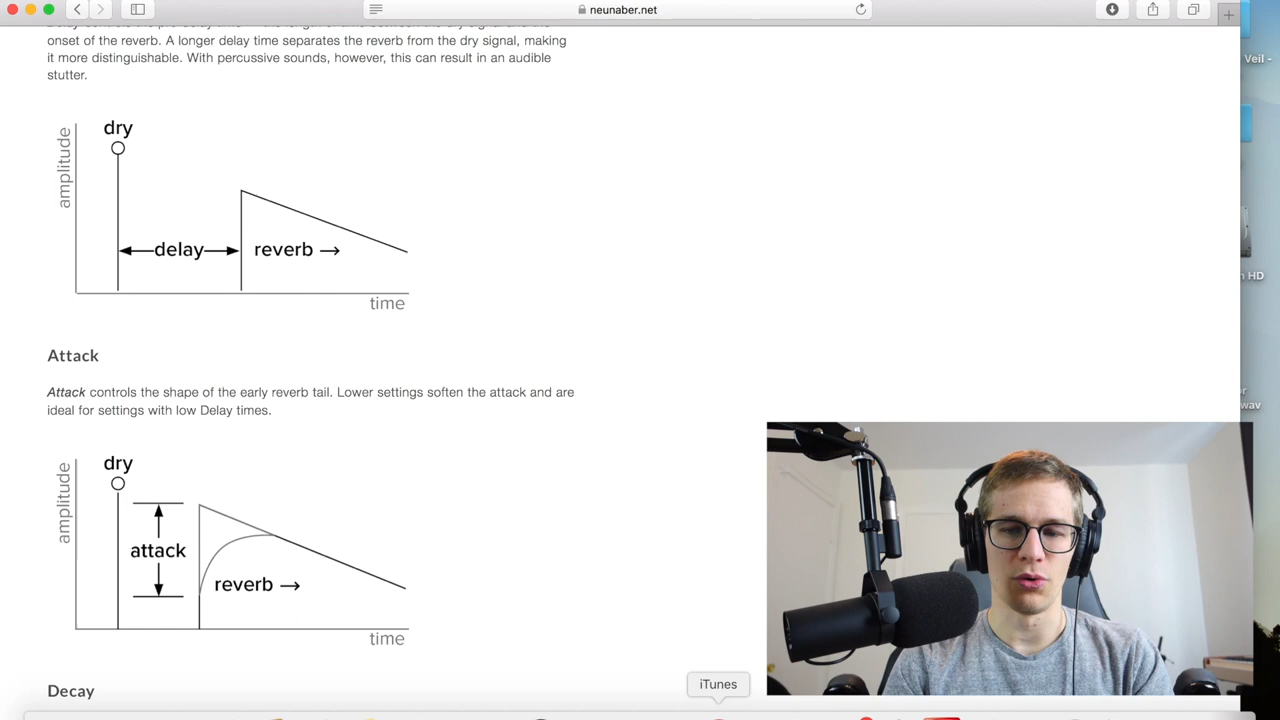 neunaber.net
onset of the reverb. A longer delay time separates the reverb from the dry signal, making
it more distinguishable. With percussive sounds, however, this can result in an audible
stutter.
Veil -
dry
amplitude
delay
reverb →
time
HD
Attack
Attack controls the shape of the early reverb tail. Lower settings soften the attack and are
ideal for settings with low Delay times.
wav
dry
amplitude
attack
reverb →
time
Decay
iTunes